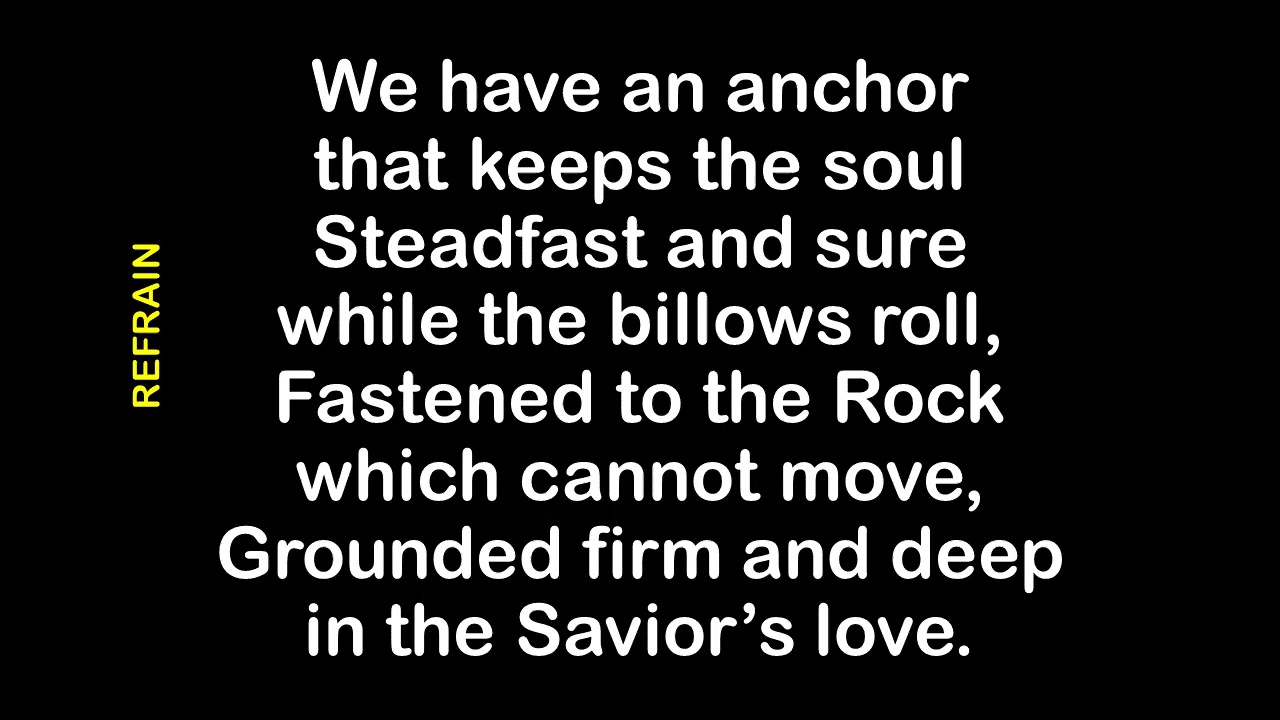 We have an anchor
that keeps the soul
Steadfast and sure
while the billows roll,
Fastened to the Rock
which cannot move,
Grounded firm and deep
in the Savior’s love.
REFRAIN